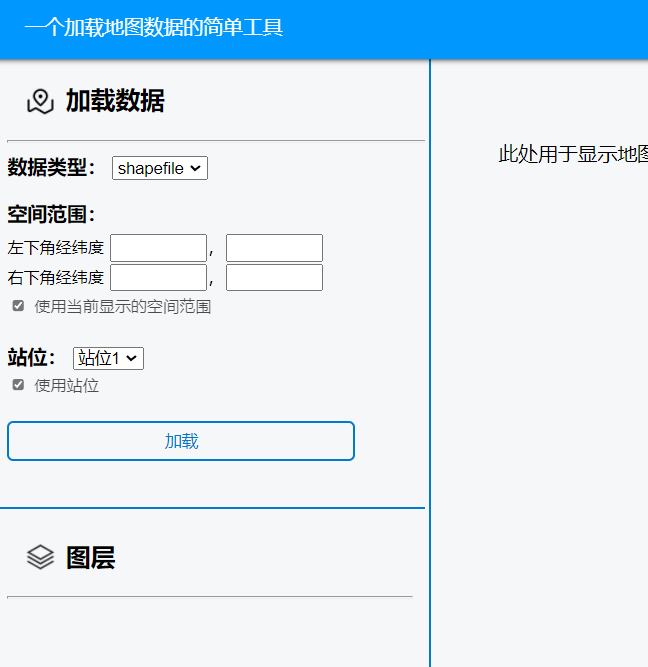 一个加载地图数据的简单工具
加载数据
数据类型： shapefile
空间范围：
左下角经纬度 ，
右下角经纬度 ，
使用当前显示的空间范围
站位： 站位1
使用站位
加载
图层
此处用于显示地图